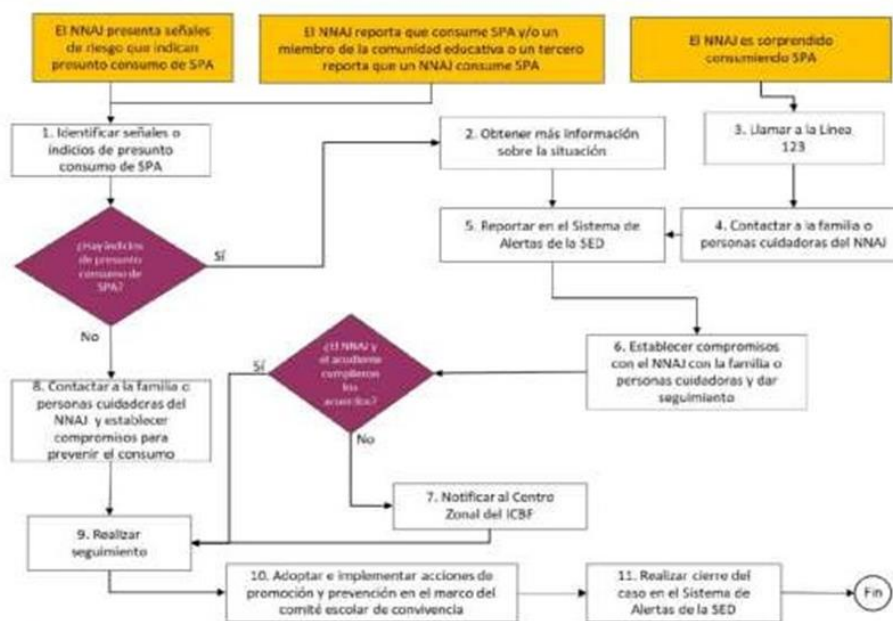 El NNAJ presenta señales
de riesgo que indican
presunto consumo de SPA
El NNAJ reporta que consume SPA y/o un
miembro de la comunidad educativa o un tercero
reporta que un NNAJ consume SPA
El NNAJ es sorprendido
consumiendo SPA
1. Identificar señales o
indicios de presunto
consumo de SPA
2. Obtener más información
sobre la situación
3. Llamar a la Línea
123
¿Hay indicios
de presunto
consumo de
SPA?
Sí
5. Reportar en el Sistema de
Alertas de la SED
4. Contactar a la familia o
personas cuidadoras del NNAJ
No
¿El NNAJ y
el acudiente
cumplieron
los
acuerdos?
Sí
6. Establecer compromisos
con el NNAJ con la familia o
personas cuidadoras y dar
seguimiento
8. Contactar a la familia o
personas cuidadoras del
NNAJ y establecer
compromisos para
prevenir el consumo
No
7. Notificar al Centro
Zonal del ICBF
9. Realizar
seguimiento
10. Adoptar e implementar acciones de
promoción y prevención en el marco del
comité escolar de convivencia
11. Realizar cierre del
caso en el Sistema de
Alertas de la SED
Fin